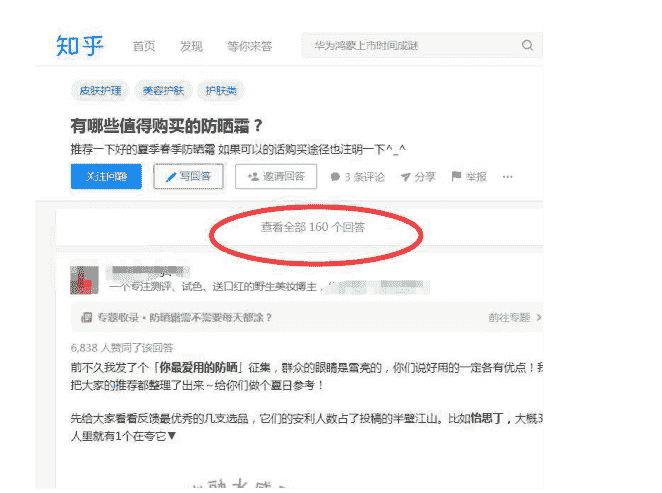 知乎 首页 发现 等你来答 华为鸿蒙上市时间成谜
皮肤护理 美容护肤 护肤类
有哪些值得购买的防晒霜？
推荐一下好的夏季春季防晒霜 如果可以的话购买途径也注明一下^_^
关注问题 写回答 邀请回答 3 条评论 分享 举报 ···
查看全部 160 个回答
一个专注测评、试色、送口红的野生美妆博主，
专题收录・防晒霜需不需要每天都涂？ 前往专题
6,838 人赞同了该回答
前不久我发了个「你最爱用的防晒」征集，群众的眼睛是雪亮的，你们说好用的一定各有优点！我
把大家的推荐都整理了出来～给你们做个夏日参考！
先给大家看看反馈最优秀的几支选品，它们的安利人数占了投稿的半壁江山。比如怡思丁，大概3
人里就有1个在夸它▼